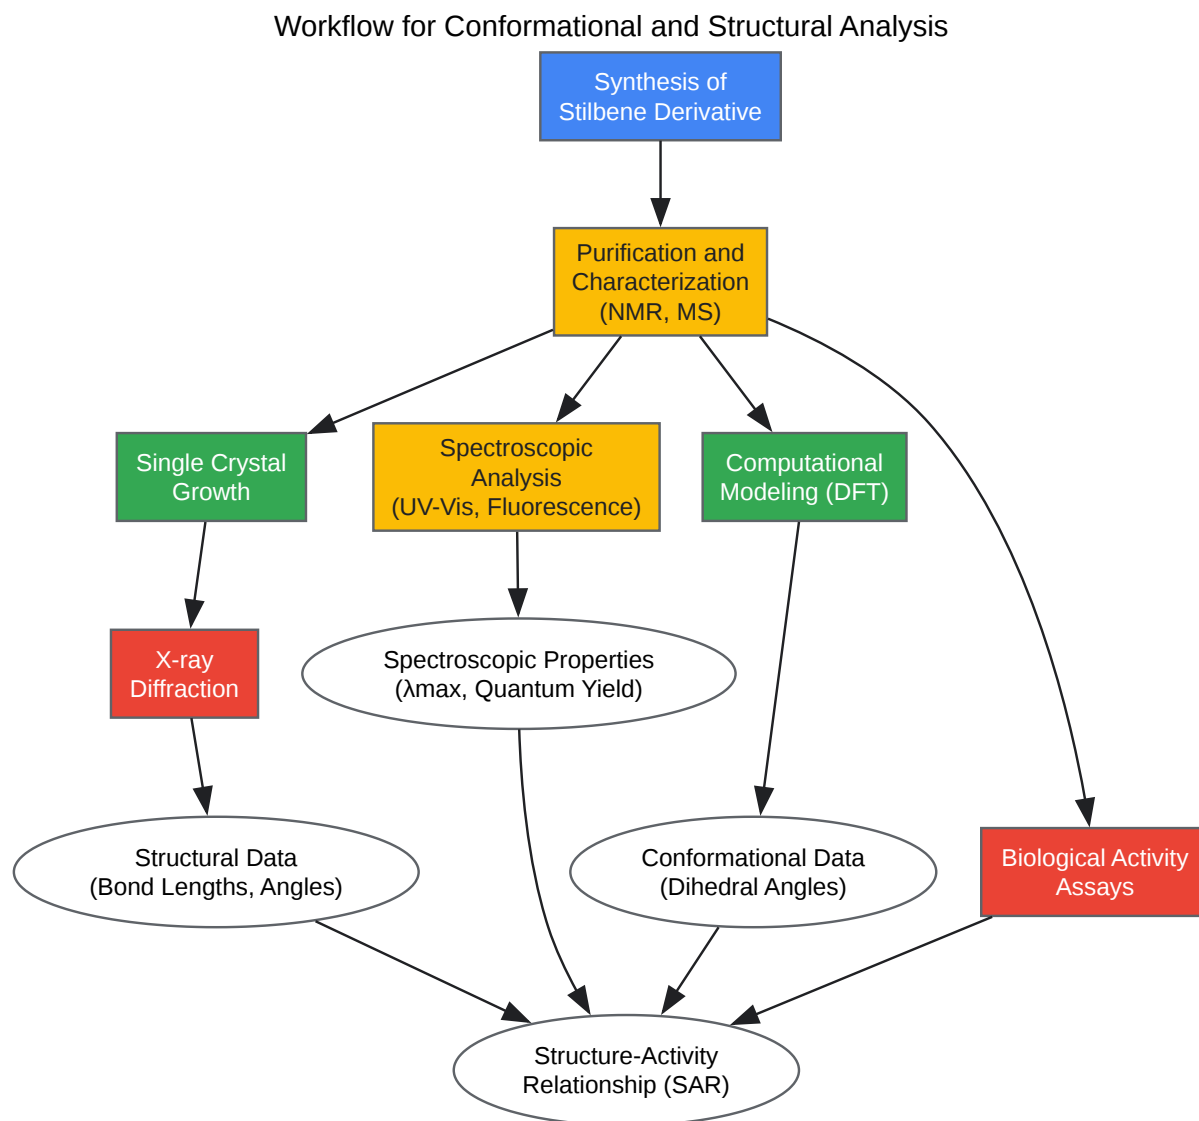 Workflow for Conformational and Structural Analysis
Synthesis of
Stilbene Derivative
Purification and
Characterization
(NMR, MS)
Single Crystal
Growth
Spectroscopic
Analysis
(UV-Vis, Fluorescence)
Computational
Modeling (DFT)
X-ray
Diffraction
Spectroscopic Properties
(λmax, Quantum Yield)
Structural Data
(Bond Lengths, Angles)
Conformational Data
(Dihedral Angles)
Biological Activity
Assays
Structure-Activity
Relationship (SAR)